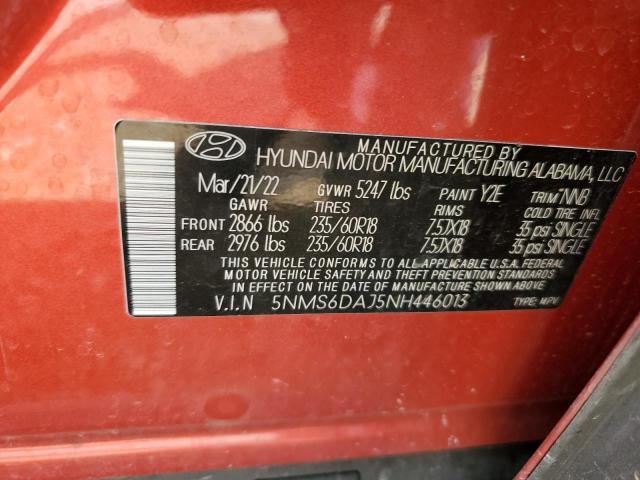 MANUFACTURED BY
HYUNDAI MOTOR MANUFACTURING ALABAMA, LLC
Mar/21/22 GVWR 5247 lbs PAINT Y2E TRIM NNB
GAWR TIRES RIMS COLD TIRE INFL.
FRONT 2866 lbs 235/60R18 7.57X18 35 psi SINGLE
REAR 2976 lbs 235/60R18 7.57X18 35 psi SINGLE
THIS VEHICLE CONFORMS TO ALL APPLICABLE U.S.A. FEDERAL
MOTOR VEHICLE SAFETY AND THEFT PREVENTION STANDARDS
IN EFFECT ON THE DATE OF MANUFACTURE SHOWN ABOVE.
V.I.N 5NMS6DAJ5NH446013 TYPE: MPV